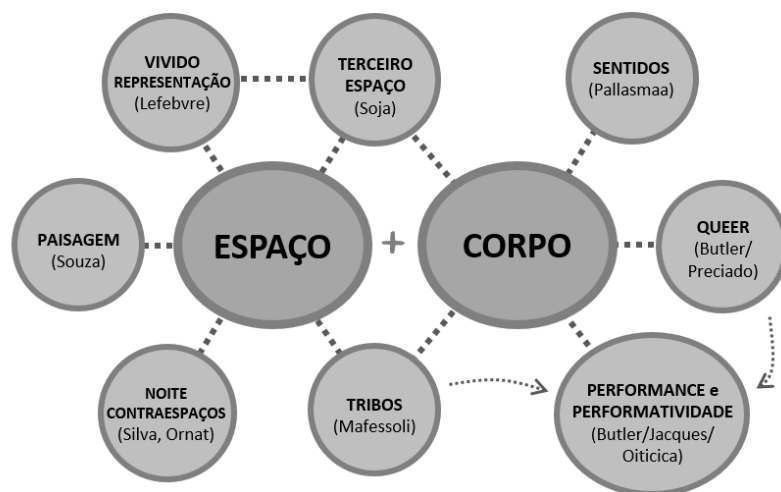 VIVIDO
REPRESENTAÇÃO
(Lefebvre)
TERCEIRO
ESPAÇO
(Soja)
SENTIDOS
(Pallasmaa)
PAISAGEM
(Souza)
ESPAÇO
+
CORPO
QUEER
(Butler/
Preciado)
NOITE
CONTRAESPAÇOS
(Silva, Ornat)
TRIBOS
(Mafessoli)
PERFORMANCE e
PERFORMATIVIDADE
(Butler/Jacques/
Oiticica)